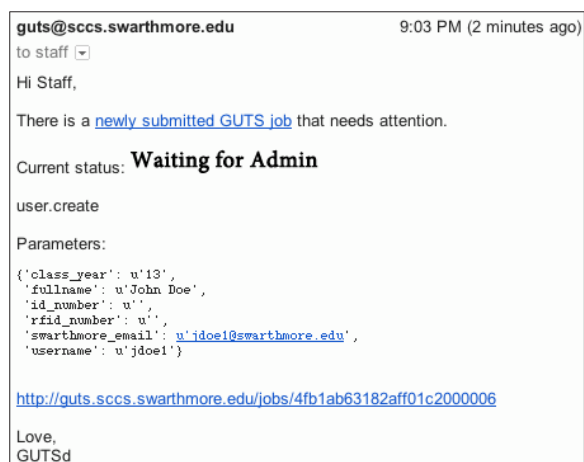 guts@sccs.swarthmore.edu 9:03 PM (2 minutes ago)
to staff
Hi Staff,
There is a newly submitted GUTS job that needs attention.
Current status: Waiting for Admin
user.create
Parameters:
{'class_year': u'13',
'fullname': u'John Doe',
'id_number': u'',
'rfid_number': u'',
'swarthmore_email': u'jdoe1@swarthmore.edu',
'username': u'jdoe1'}
http://guts.sccs.swarthmore.edu/jobs/4fb1ab63182aff01c2000006
Love,
GUTSd